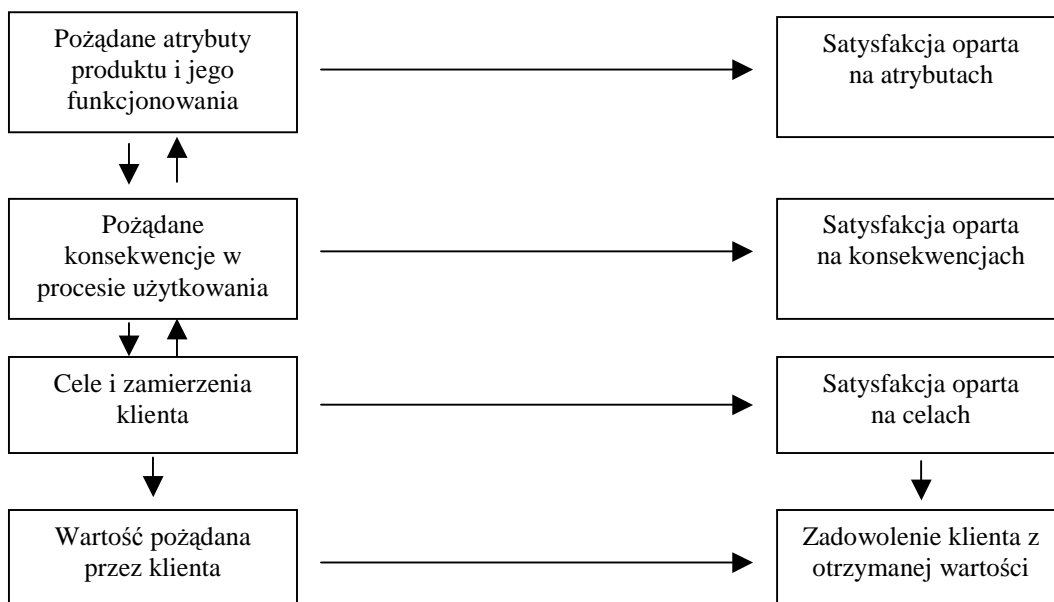 Pożądane atrybuty
produktu i jego
funkcjonowania
Satysfakcja oparta
na atrybutach
Pożądane
konsekwencje w
procesie użytkowania
Satysfakcja oparta
na konsekwencjach
Cele i zamierzenia
klienta
Satysfakcja oparta
na celach
Wartość pożądana
przez klienta
Zadowolenie klienta z
otrzymanej wartości